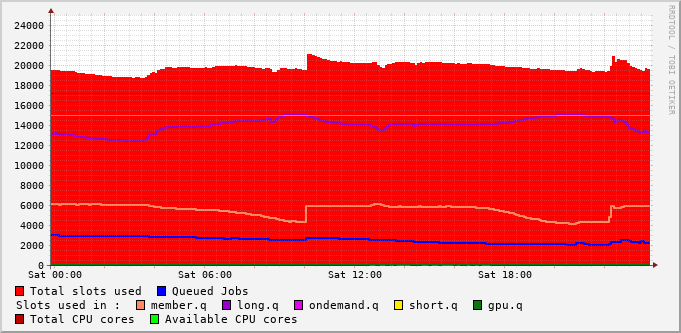 RRDTOOL / TOBI OETIKER
24000
22000
20000
18000
16000
14000
12000
10000
8000
6000
4000
2000
0
Sat 00:00 Sat 06:00 Sat 12:00 Sat 18:00
Total slots used Queued Jobs
Slots used in : member.q long.q ondemand.q short.q gpu.q
Total CPU cores Available CPU cores